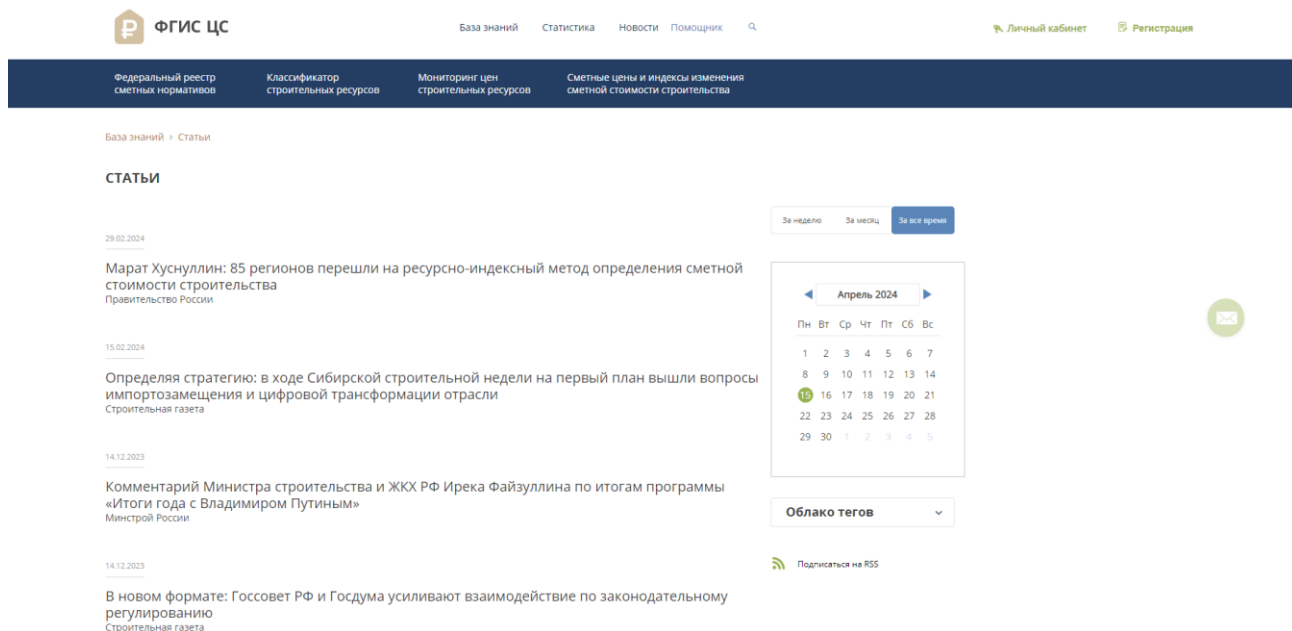 ФГИС ЦС
База знаний Статистика Новости Помощник
Личный кабинет Регистрация
Федеральный реестр
сметных нормативов
Классификатор
строительных ресурсов
Мониторинг цен
строительных ресурсов
Сметные цены и индексы изменения
сметной стоимости строительства
База знаний Статьи
СТАТЬИ
29.02.2024
Марат Хуснуллин: 85 регионов перешли на ресурсно-индексный метод определения сметной
стоимости строительства
Правительство России
15.02.2024
Определяя стратегию: в ходе Сибирской строительной недели на первый план вышли вопросы
импортозамещения и цифровой трансформации отрасли
Строительная газета
14.12.2023
Комментарий Министра строительства и ЖКХ РФ Ирека Файзуллина по итогам программы
«Итоги года с Владимиром Путиным»
Минстрой России
14.12.2023
В новом формате: Госсовет РФ и Госдума усиливают взаимодействие по законодательному
регулированию
Строительная газета
За неделю За месяц За все время
Апрель 2024
Пн Вт Ср Чт Пт Сб Вс
1 2 3 4 5 6 7
8 9 10 11 12 13 14
15 16 17 18 19 20 21
22 23 24 25 26 27 28
29 30 1 2 3 4 5
Облако тегов
Подписаться на RSS